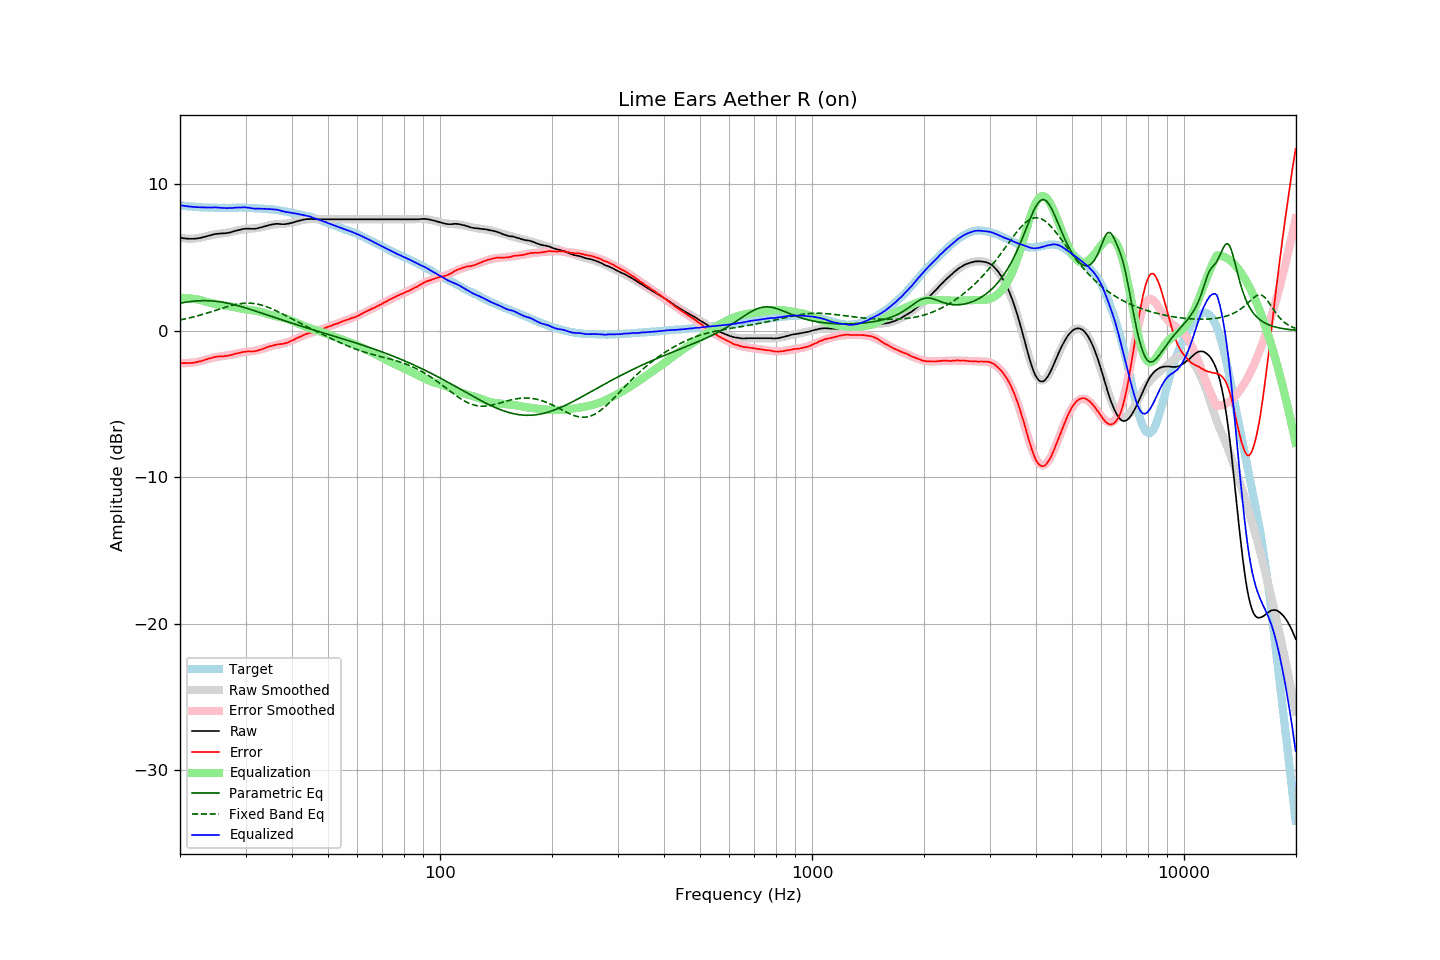 Lime Ears Aether R (on)
Amplitude (dBr)
10
0
−10
−20
−30
Target
Raw Smoothed
Error Smoothed
Raw
Error
Equalization
Parametric Eq
Fixed Band Eq
Equalized
100
1000
10000
Frequency (Hz)